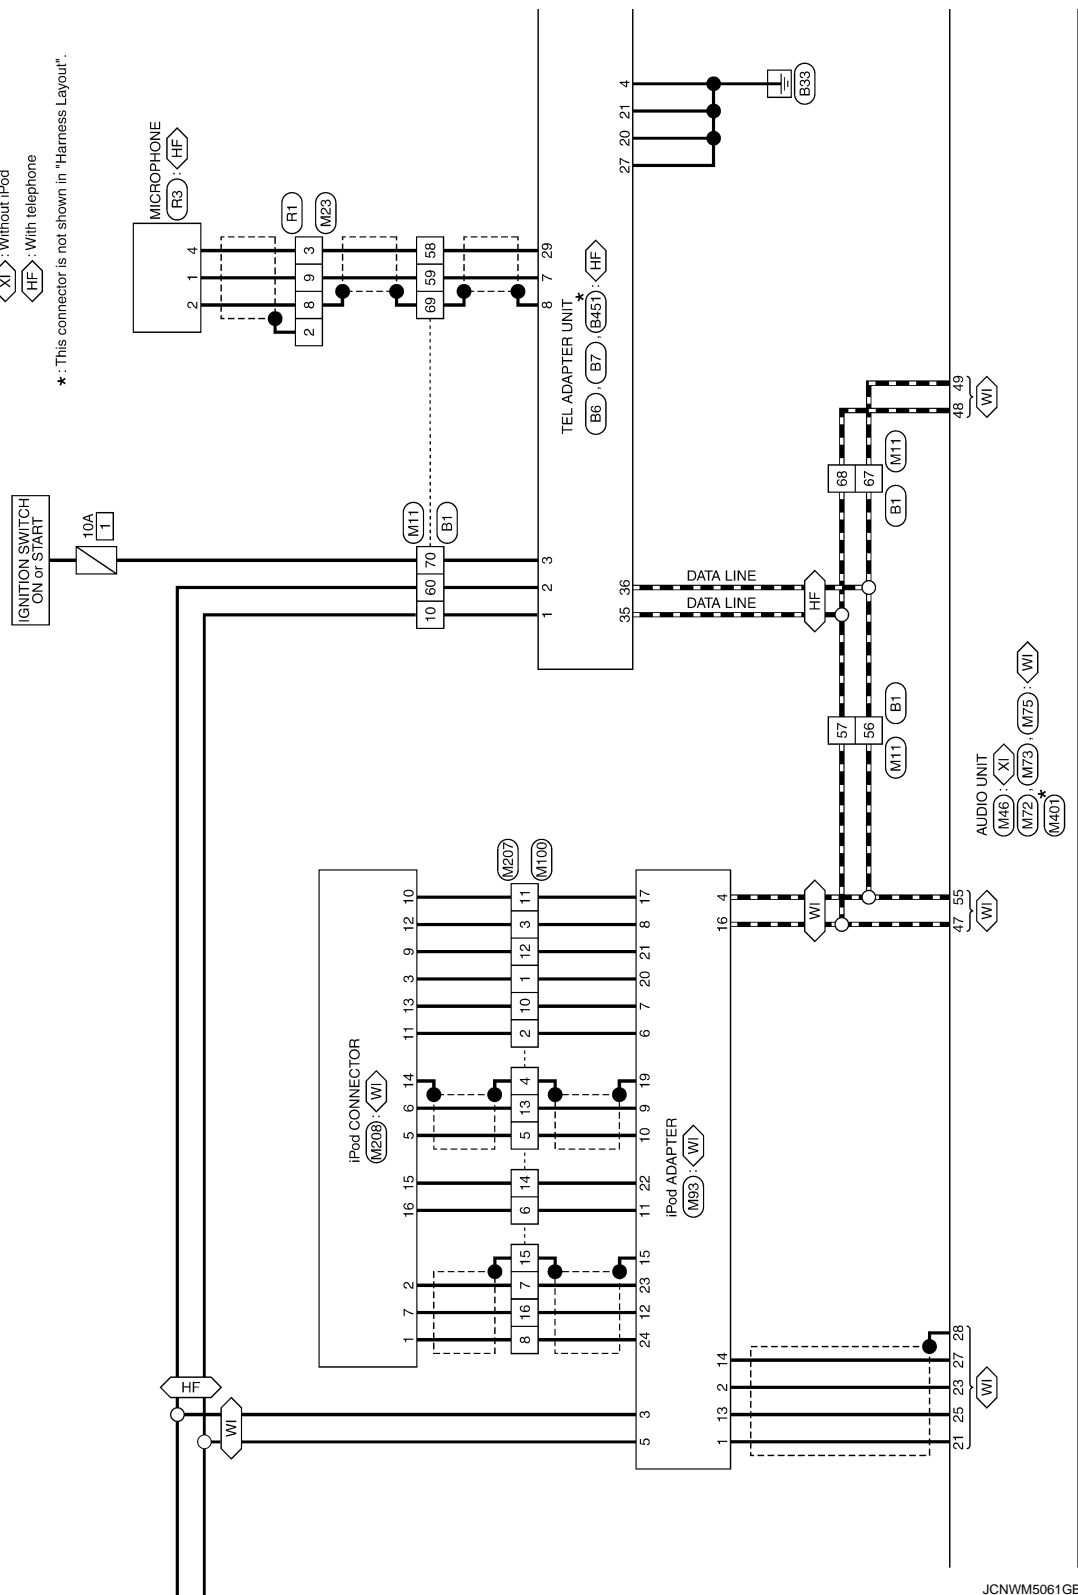 XI : Without iPod
HF : With telephone
* : This connector is not shown in "Harness Layout".
IGNITION SWITCH
ON or START
10A
1
MICROPHONE
R3 : HF
4 1 2
R1
M23
3 9 8 2
58 59 69
29 7 8
M11
B1
70 60 10
3 2 1
TEL ADAPTER UNIT
B6 , B7 , B451 * : HF
4 21 20 27
B33
36 35
DATA LINE
DATA LINE
HF
68 67
M11
B1
49 48
WI
57 56
B1
M11
AUDIO UNIT
M46 : XI
M72 , M73 , M75 : WI
M401 *
iPod CONNECTOR
M208 : WI
10 12 9 3 13 11 14 6 5 15 16 2 7 1
M207
M100
11 3 12 1 10 2 4 13 5 14 6 15 7 16 8
17 8 21 20 7 6 19 9 10 22 11 15 23 12 24
iPod ADAPTER
M93 : WI
4 16
WI
55 47
WI
HF
WI
3 5
14 2 13 1
28 27 23 25 21
WI